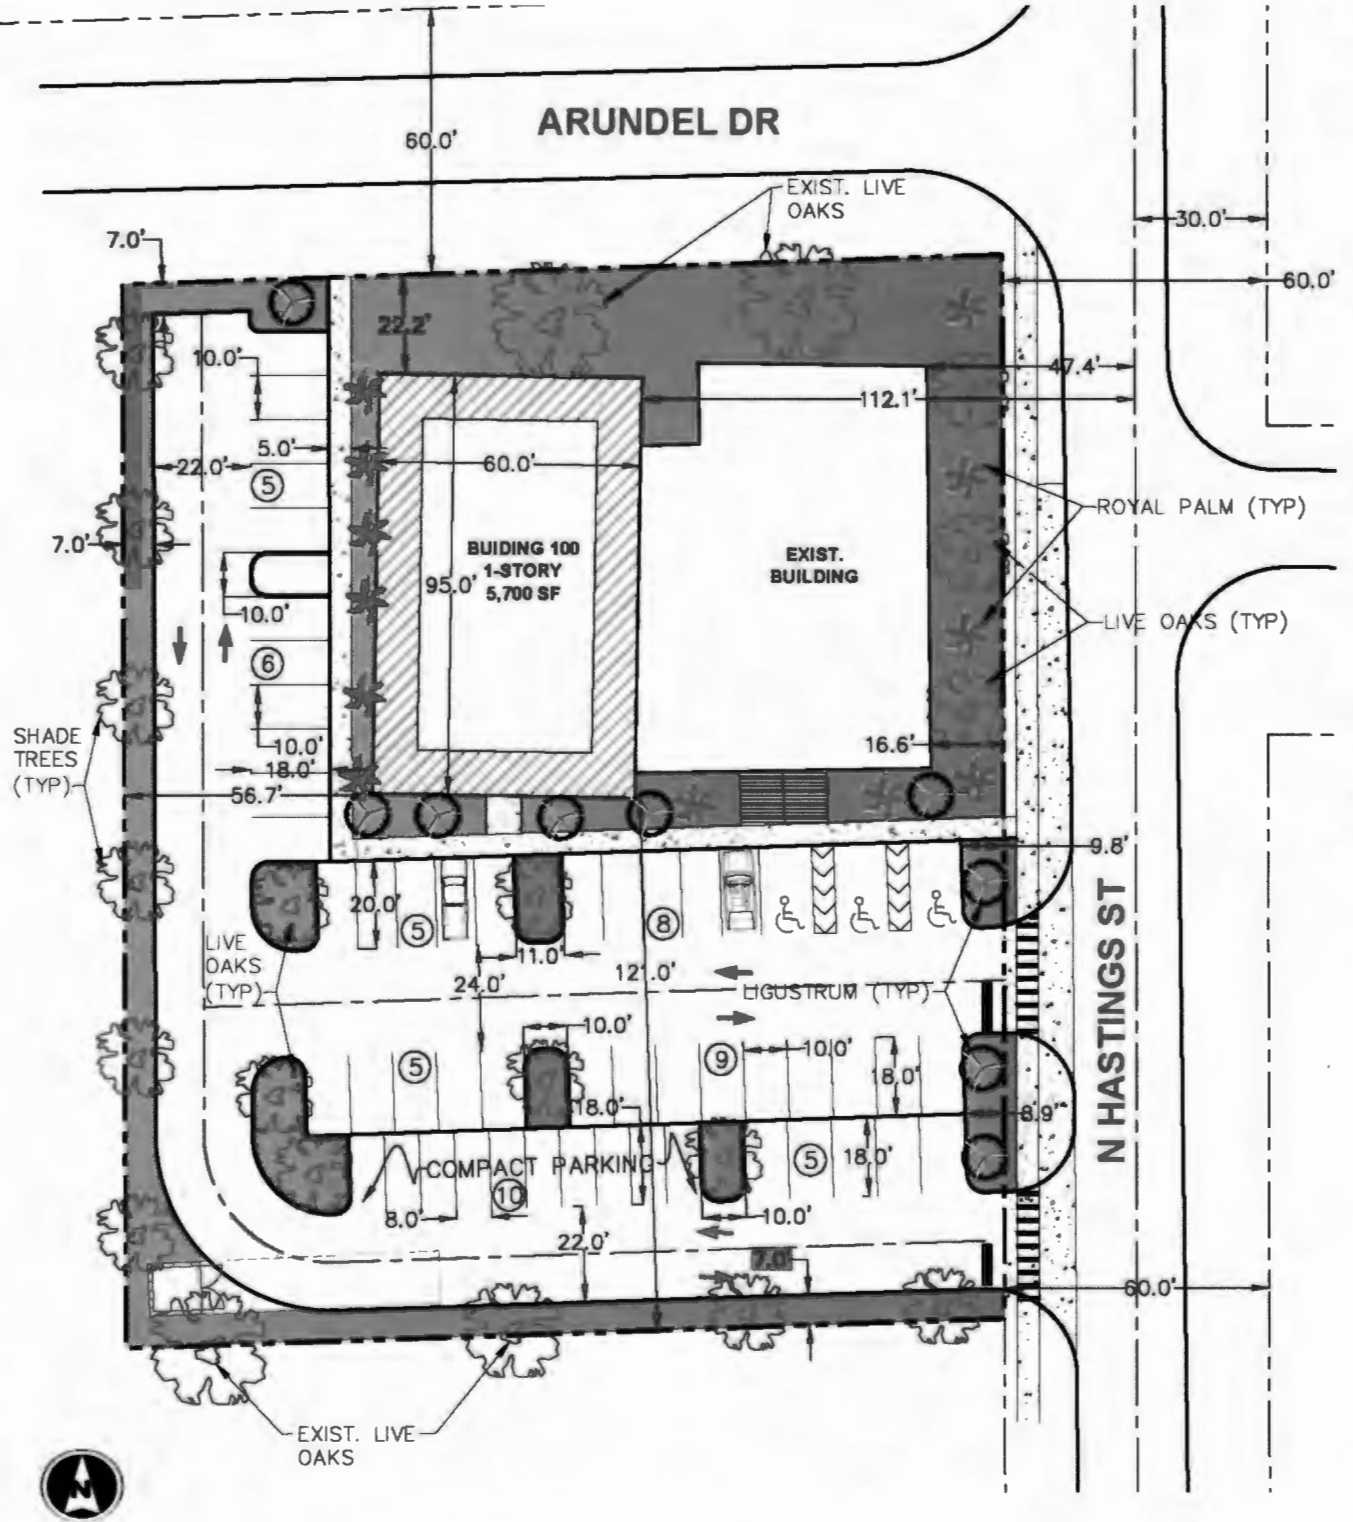 ARUNDEL DR
60.0'
EXIST. LIVE
OAKS
30.0'
7.0'
60.0'
22.2'
10.0'
47.4'
112.1'
5.0'
22.0'
60.0'
5
ROYAL PALM (TYP)
7.0'
BUIDING 100
1-STORY
5,700 SF
EXIST.
BUILDING
95.0'
10.0'
LIVE OAKS (TYP)
6
SHADE
TREES
(TYP)
10.0'
18.0'
16.6'
56.7'
9.8'
20.0'
5
8
LIVE
OAKS
(TYP)
11.0'
24.0'
121.0'
LIGUSTRUM (TYP)
N HASTINGS ST
10.0'
5
9
10.0'
18.0'
18.0'
8.9'
COMPACT PARKING
5
18.0'
10
8.0'
10.0'
22.0'
7.0'
60.0'
EXIST. LIVE
OAKS
N